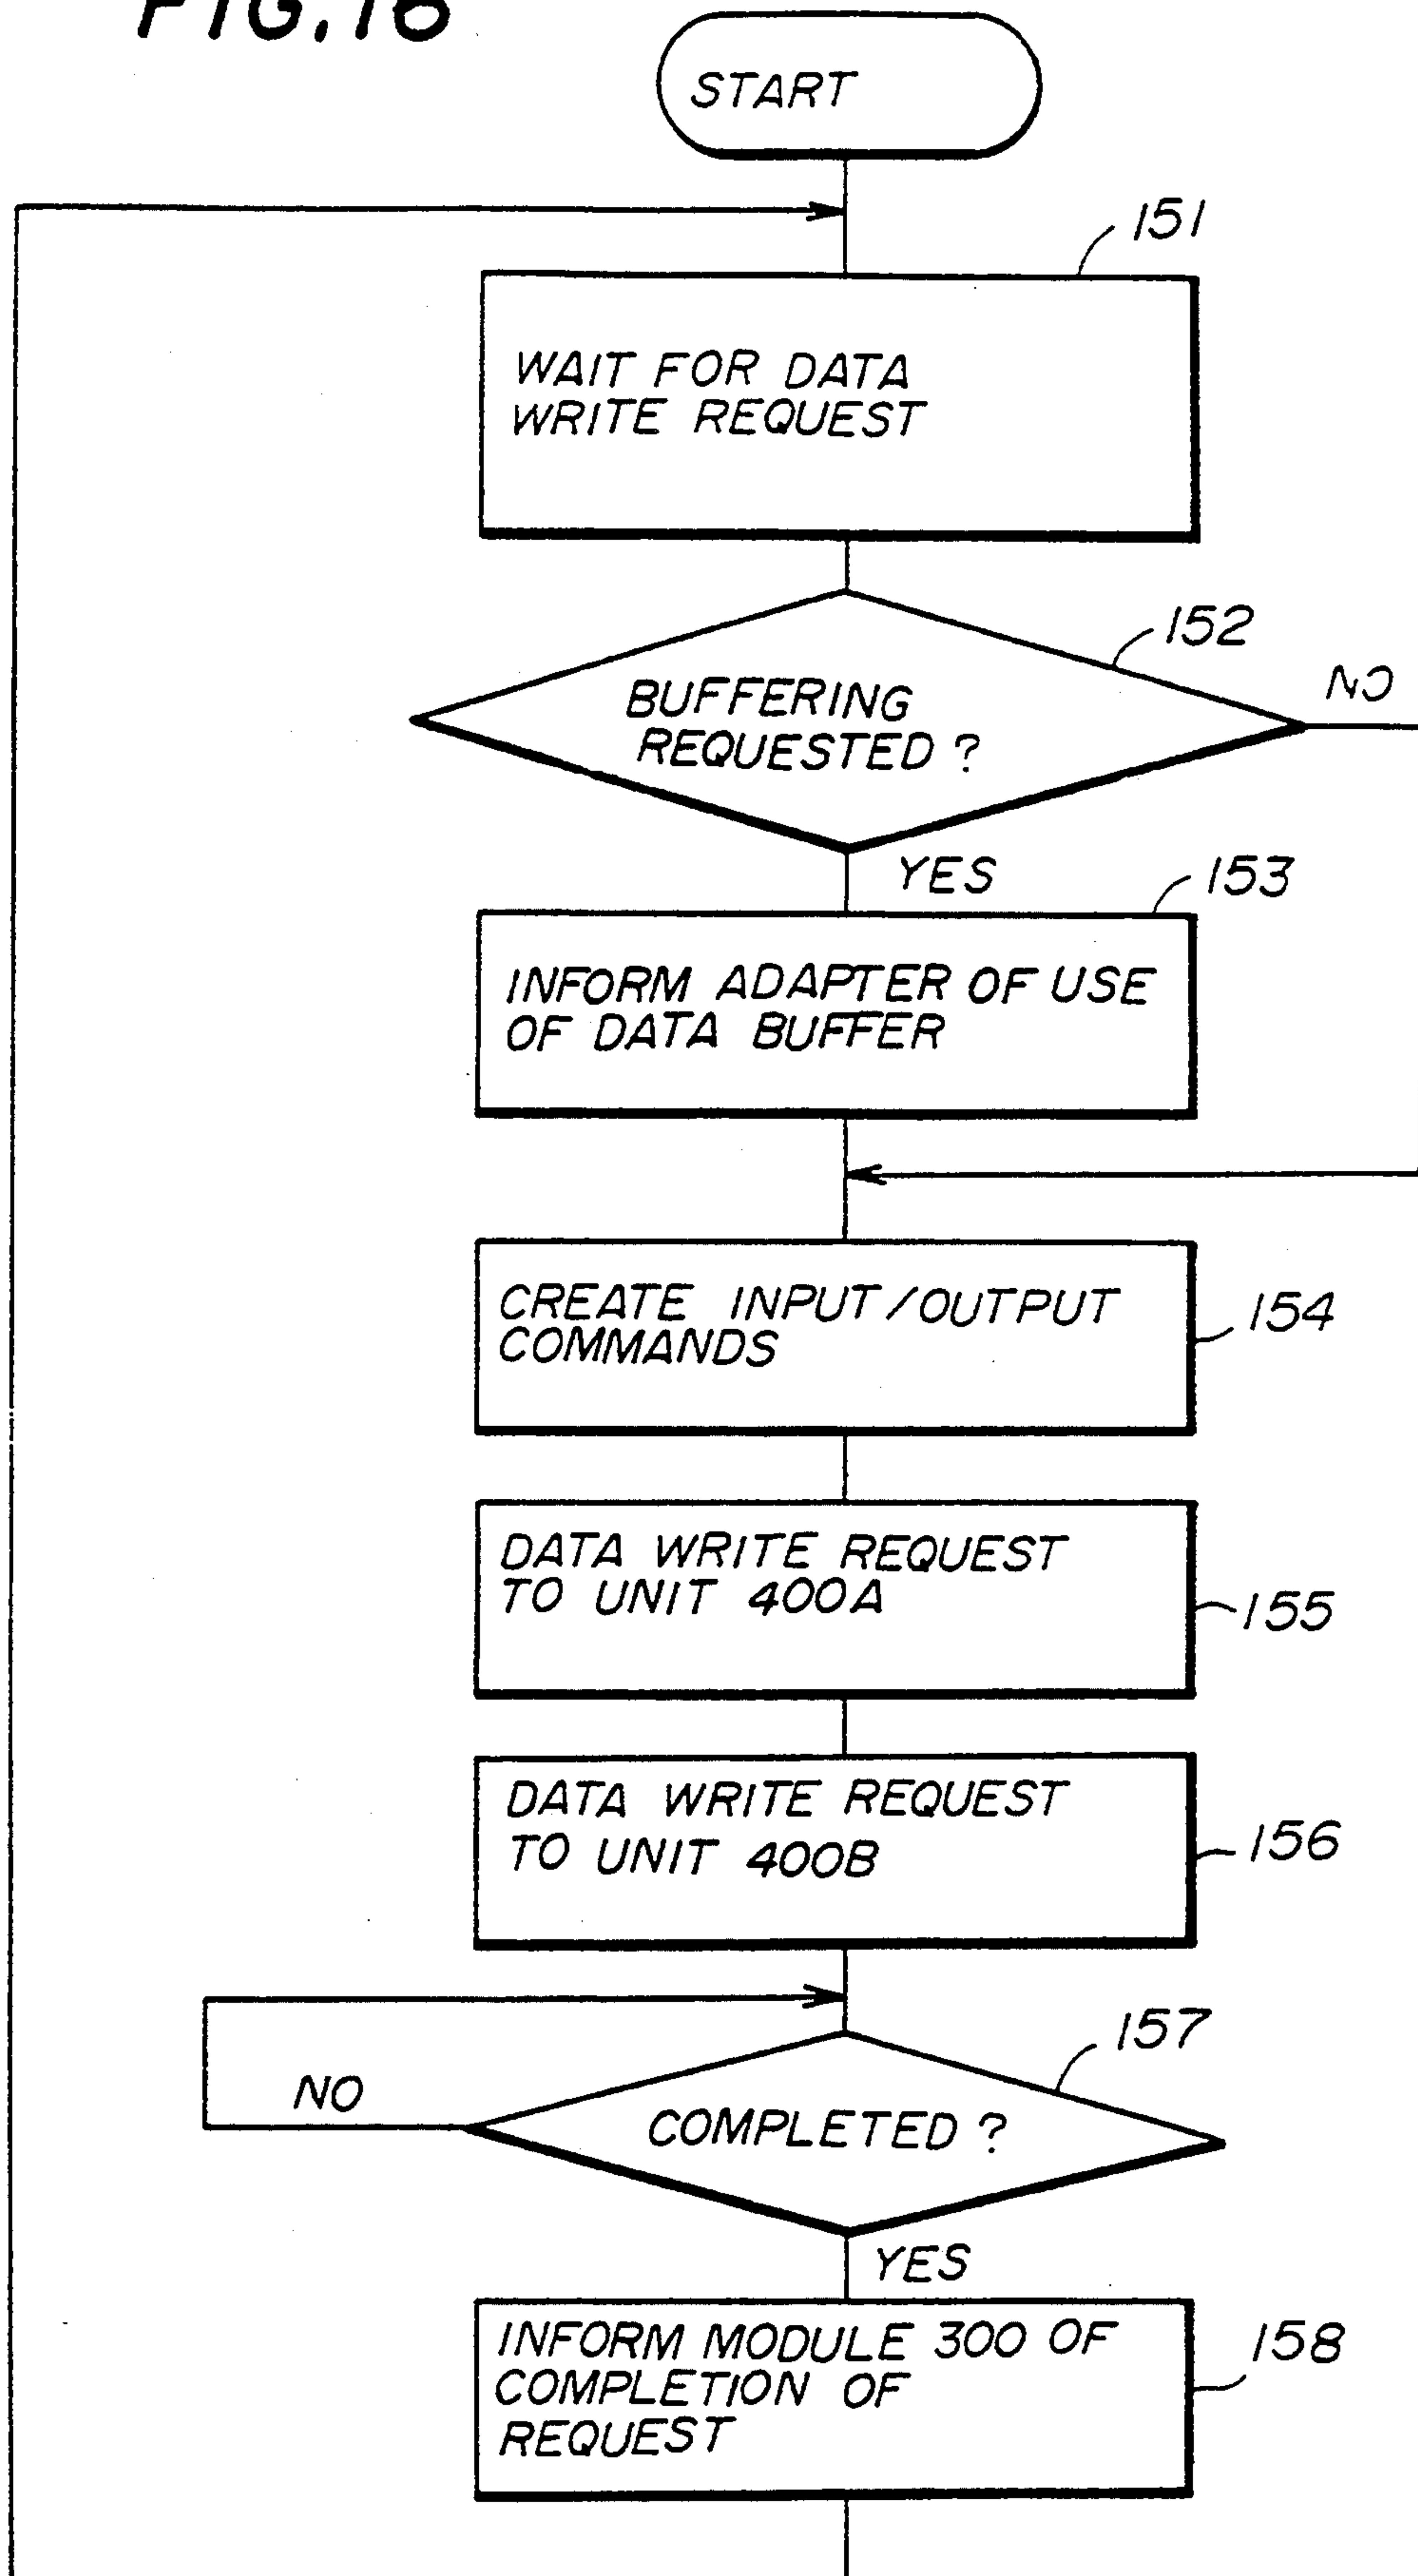 FIG.16
START
151
WAIT FOR DATA
WRITE REQUEST
152
NO
BUFFERING
REQUESTED ?
YES
153
INFORM ADAPTER OF USE
OF DATA BUFFER
CREATE INPUT/OUTPUT
COMMANDS
154
DATA WRITE REQUEST
TO UNIT 400A
155
DATA WRITE REQUEST
TO UNIT 400B
156
157
NO
COMPLETED ?
YES
INFORM MODULE 300 OF
COMPLETION OF
REQUEST
158